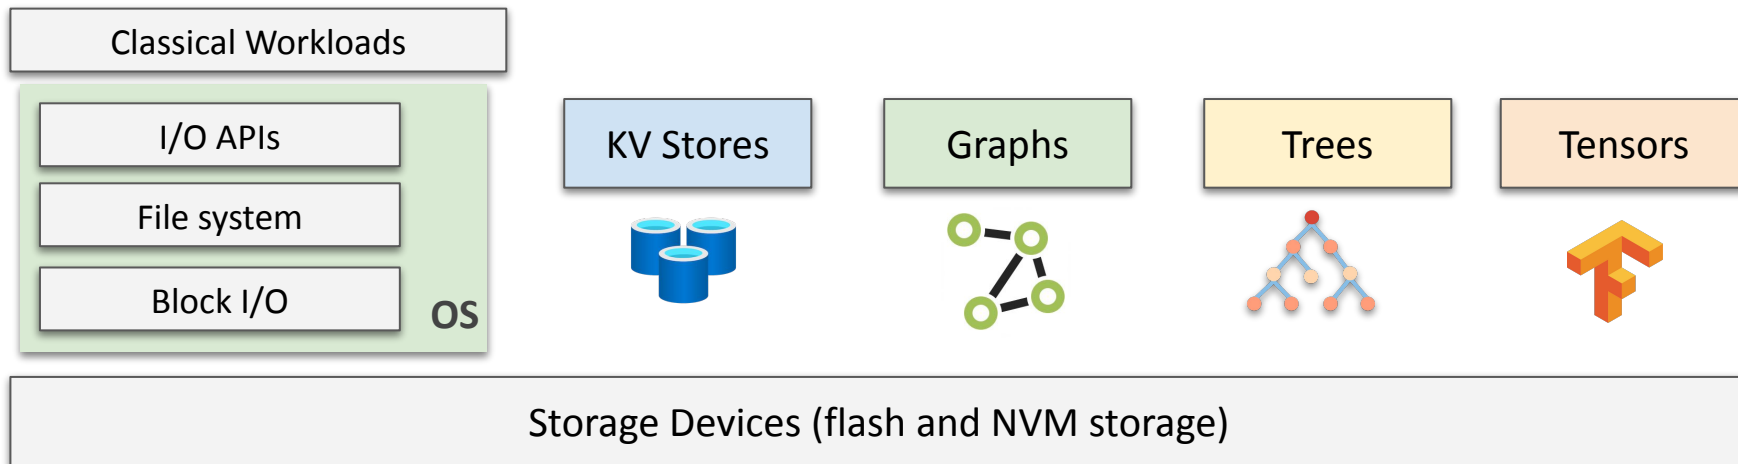 Classical Workloads
I/O APIs
File system
Block I/O
OS
KV Stores
Graphs
Trees
Tensors
Storage Devices (flash and NVM storage)